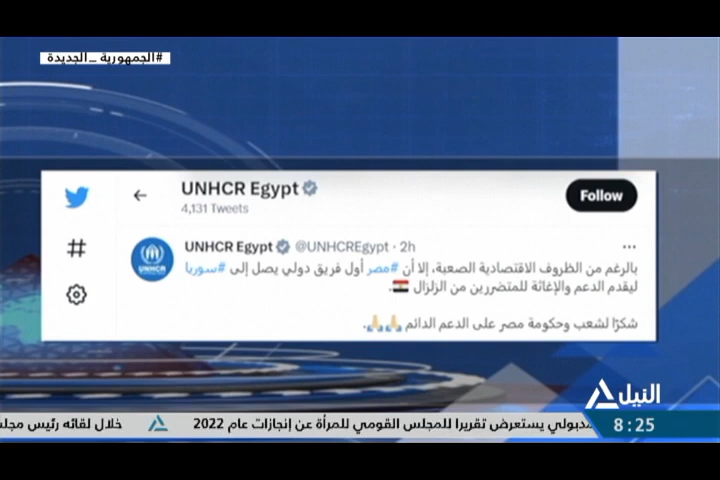 #الجمهورية_الجديدة
UNHCR Egypt
4,131 Tweets
Follow
UNHCR Egypt @UNHCREgypt · 2h
بالرغم من الظروف الاقتصادية الصعبة، إلا أن #مصر أول فريق دولي يصل إلى #سوريا
ليقدم الدعم والإغاثة للمتضررين من الزلزال 🇪🇬.
شكرًا لشعب وحكومة مصر على الدعم الدائم 🙏🙏.
UNHCR
النيل
8:25
مدبولي يستعرض تقريرا للمجلس القومي للمرأة عن إنجازات عام 2022
خلال لقائه رئيس